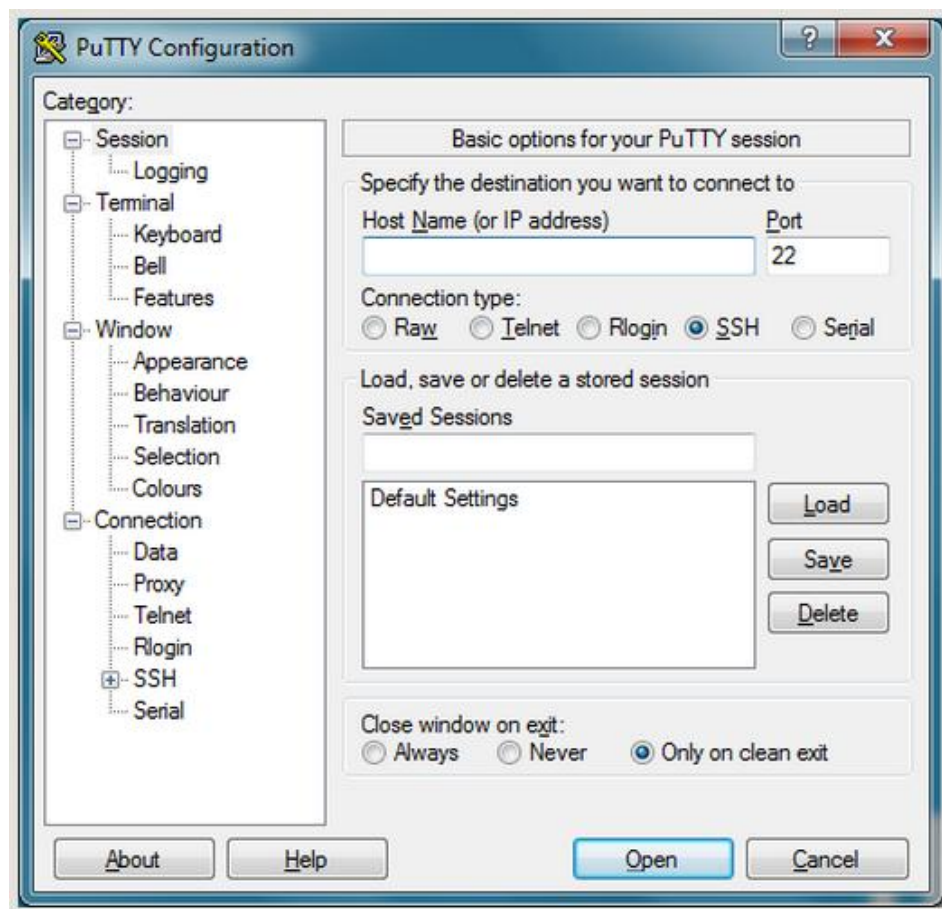 PuTTY Configuration
?
X
Category:
Session
Logging
Terminal
Keyboard
Bell
Features
Window
Appearance
Behaviour
Translation
Selection
Colours
Connection
Data
Proxy
Telnet
Rlogin
SSH
Serial
Basic options for your PuTTY session
Specify the destination you want to connect to
Host Name (or IP address) Port
22
Connection type:
Raw Telnet Rlogin SSH Serial
Load, save or delete a stored session
Saved Sessions
Default Settings
Load
Save
Delete
Close window on exit:
Always Never Only on clean exit
About Help Open Cancel